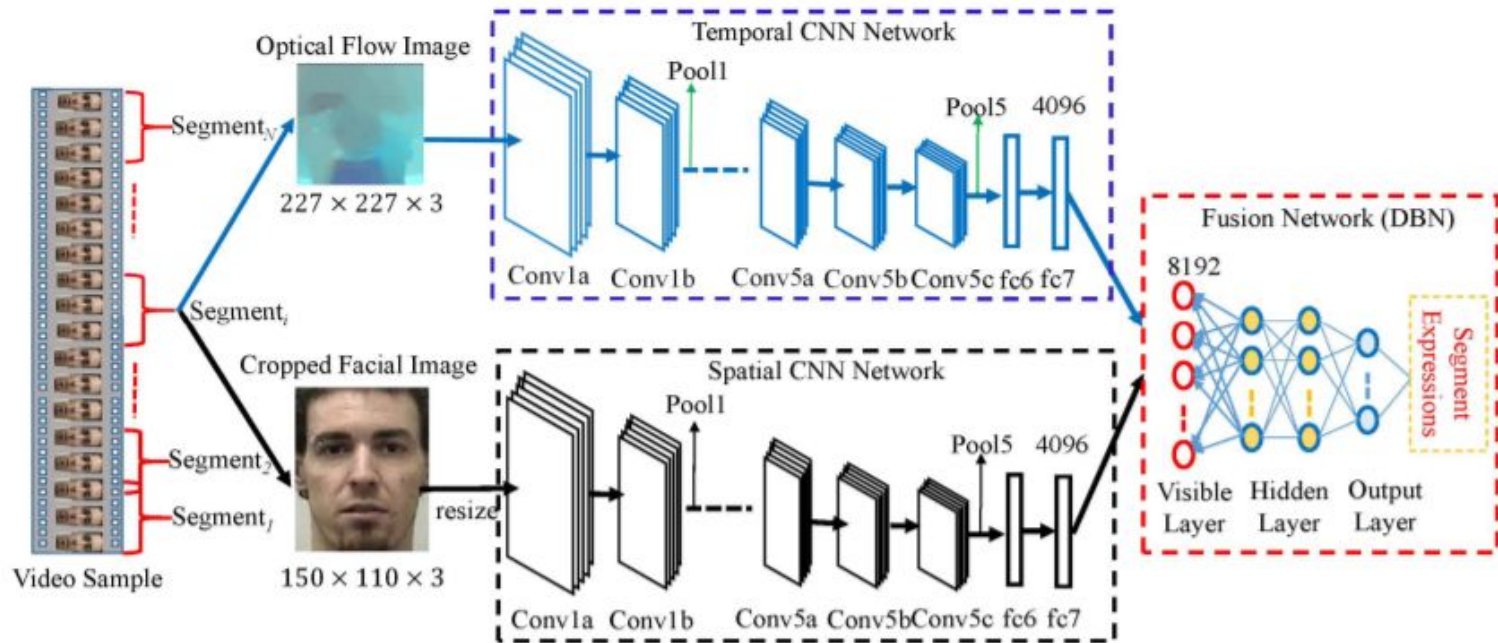 Optical Flow Image
Temporal CNN Network
Segment_N
227 × 227 × 3
Pool1
Pool5
4096
Conv1a
Conv1b
Conv5a
Conv5b
Conv5c
fc6
fc7
Segment_i
Cropped Facial Image
Spatial CNN Network
Segment_2
Segment_1
resize
Video Sample
150 × 110 × 3
Pool1
Pool5
4096
Conv1a
Conv1b
Conv5a
Conv5b
Conv5c
fc6
fc7
Fusion Network (DBN)
8192
Segment
Expressions
Visible
Layer
Hidden
Layer
Output
Layer